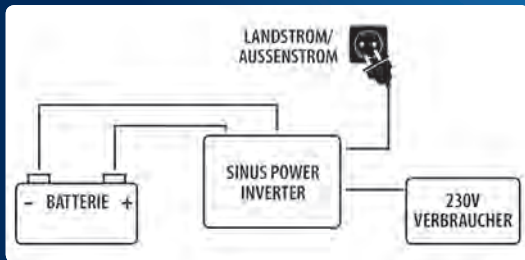 LANDSTROM/
AUSSENSTROM
SINUS POWER
INVERTER
- BATTERIE +
230V
VERBRAUCHER